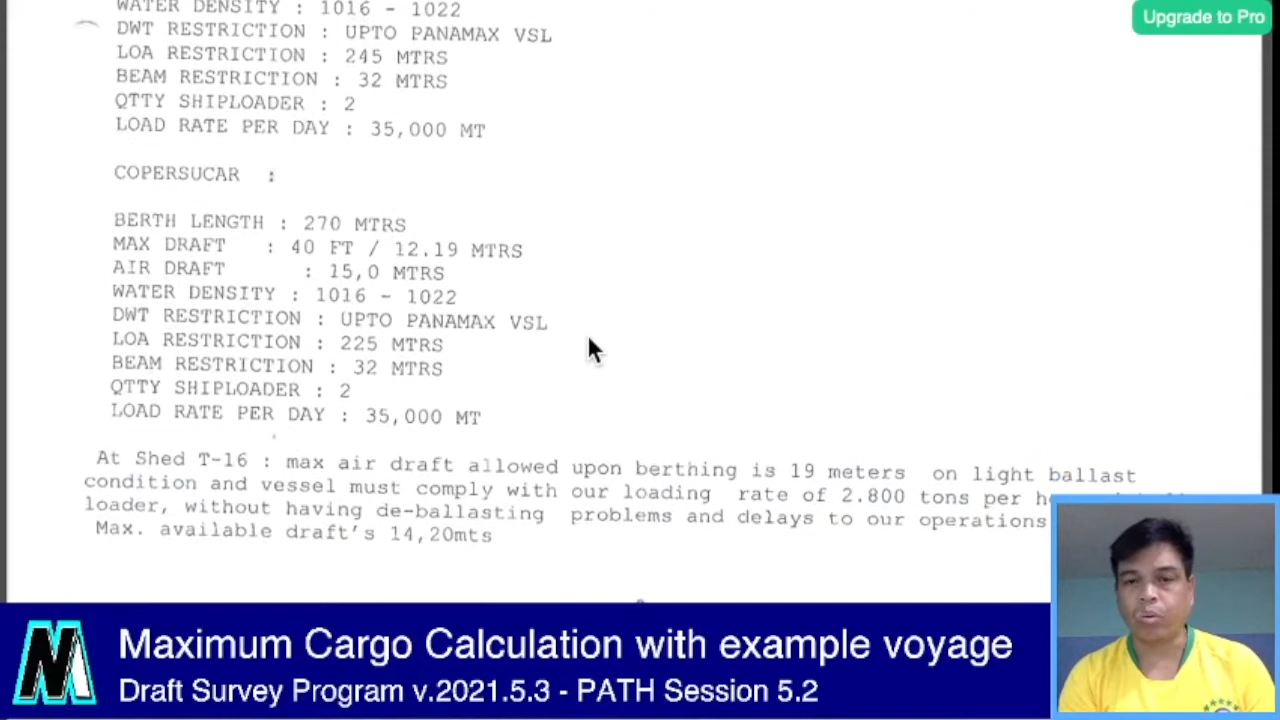 WATER DENSITY : 1016 - 1022
DWT RESTRICTION : UPTO PANAMAX VSL
LOA RESTRICTION : 245 MTRS
BEAM RESTRICTION : 32 MTRS
QTTY SHIPLOADER : 2
LOAD RATE PER DAY : 35,000 MT
COPERSUCAR :
BERTH LENGTH : 270 MTRS
MAX DRAFT : 40 FT / 12.19 MTRS
AIR DRAFT : 15,0 MTRS
WATER DENSITY : 1016 - 1022
DWT RESTRICTION : UPTO PANAMAX VSL
LOA RESTRICTION : 225 MTRS
BEAM RESTRICTION : 32 MTRS
QTTY SHIPLOADER : 2
LOAD RATE PER DAY : 35,000 MT
At Shed T-16 : max air draft allowed upon berthing is 19 meters on light ballast
condition and vessel must comply with our loading rate of 2.800 tons per
loader, without having de-ballasting problems and delays to our operations
Max. available draft's 14,20mts
Upgrade to Pro
M
Maximum Cargo Calculation with example voyage
Draft Survey Program v.2021.5.3 - PATH Session 5.2